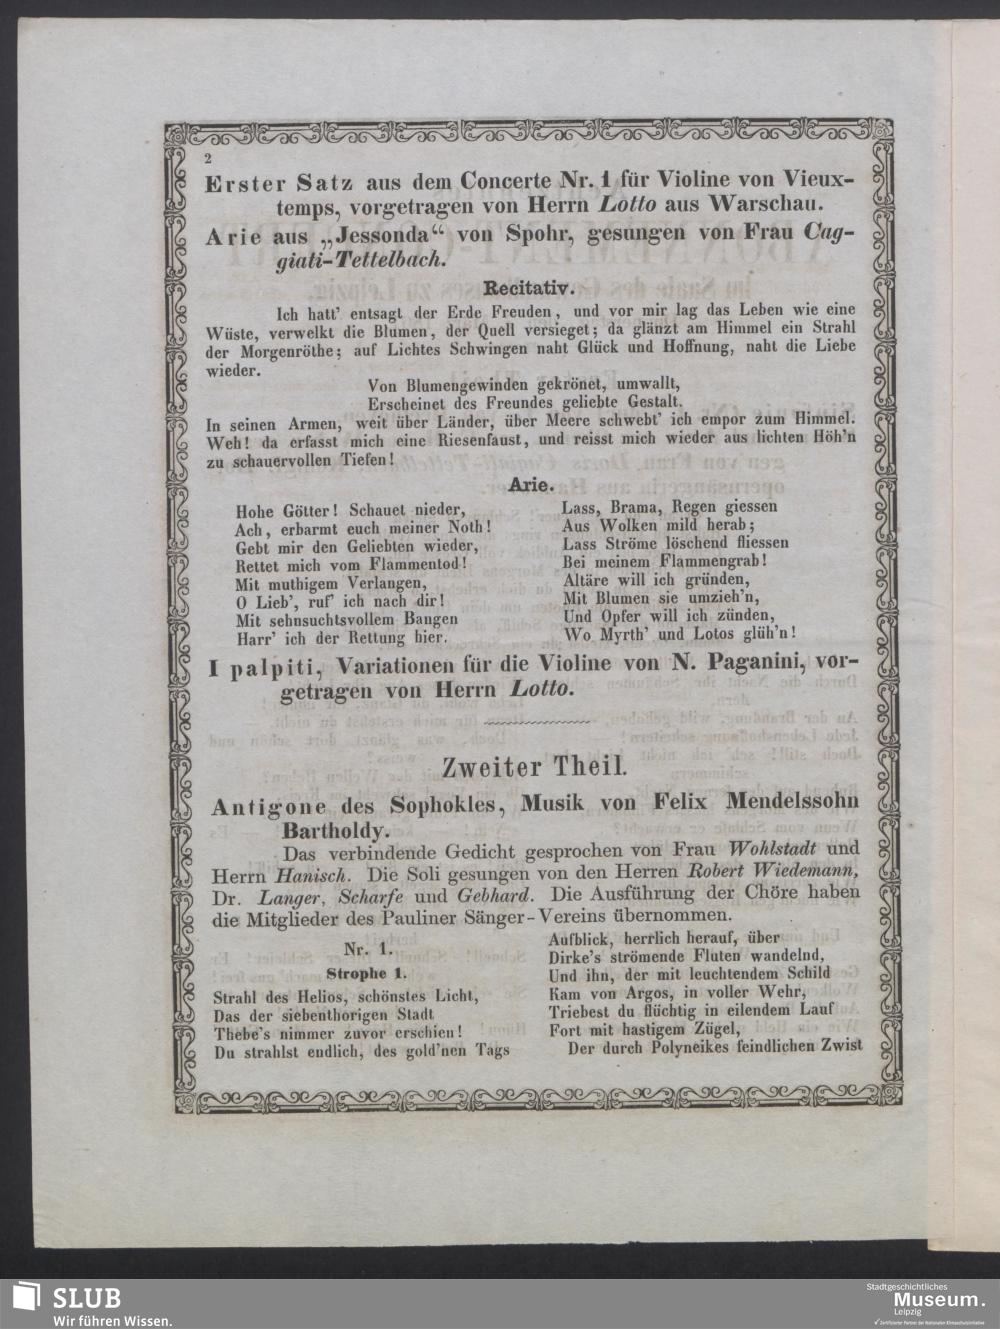 2
Erster Satz aus dem Concerte Nr. 1 für Violine von Vieux-
temps, vorgetragen von Herrn Lotto aus Warschau.
Arie aus „Jessonda“ von Spohr, gesungen von Frau Cag-
giati-Tettelbach.
Recitativ.
Ich hatt' entsagt der Erde Freuden, und vor mir lag das Leben wie eine
Wüste, verwelkt die Blumen, der Quell versieget; da glänzt am Himmel ein Strahl
der Morgenröthe; auf Lichtes Schwingen naht Glück und Hoffnung, naht die Liebe
wieder.
Von Blumengewinden gekrönet, umwallt,
Erscheinet des Freundes geliebte Gestalt.
In seinen Armen, weit über Länder, über Meere schwebt' ich empor zum Himmel.
Weh! da erfasst mich eine Riesenfaust, und reisst mich wieder aus lichten Höh'n
zu schauervollen Tiefen!
Arie.
Hohe Götter! Schauet nieder,
Ach, erbarmt euch meiner Noth!
Gebt mir den Geliebten wieder,
Rettet mich vom Flammentod!
Mit muthigem Verlangen,
O Lieb', ruf' ich nach dir!
Mit sehnsuchtsvollem Bangen
Harr' ich der Rettung hier.
Lass, Brama, Regen giessen
Aus Wolken mild herab;
Lass Ströme löschend fliessen
Bei meinem Flammengrab!
Altäre will ich gründen,
Mit Blumen sie umzieh'n,
Und Opfer will ich zünden,
Wo Myrth' und Lotos glüh'n!
I palpiti, Variationen für die Violine von N. Paganini, vor-
getragen von Herrn Lotto.
Zweiter Theil.
Antigone des Sophokles, Musik von Felix Mendelssohn
Bartholdy.
Das verbindende Gedicht gesprochen von Frau Wohlstadt und
Herrn Hanisch. Die Soli gesungen von den Herren Robert Wiedemann,
Dr. Langer, Scharfe und Gebhard. Die Ausführung der Chöre haben
die Mitglieder des Pauliner Sänger-Vereins übernommen.
Nr. 1.
Strophe 1.
Strahl des Helios, schönstes Licht,
Das der siebenthorigen Stadt
Thebe's nimmer zuvor erschien!
Du strahlst endlich, des gold'nen Tags
Aufblick, herrlich herauf, über
Dirke's strömende Fluten wandelnd,
Und ihn, der mit leuchtendem Schild
Kam von Argos, in voller Wehr,
Triebest du flüchtig in eilendem Lauf
Fort mit hastigem Zügel,
Der durch Polyneikes feindlichen Zwist
SLUB
Wir führen Wissen.
Stadtgeschichtliches
Museum.
Leipzig
Zertifizierter Partner der Nationalen Klimaschutzinitiative